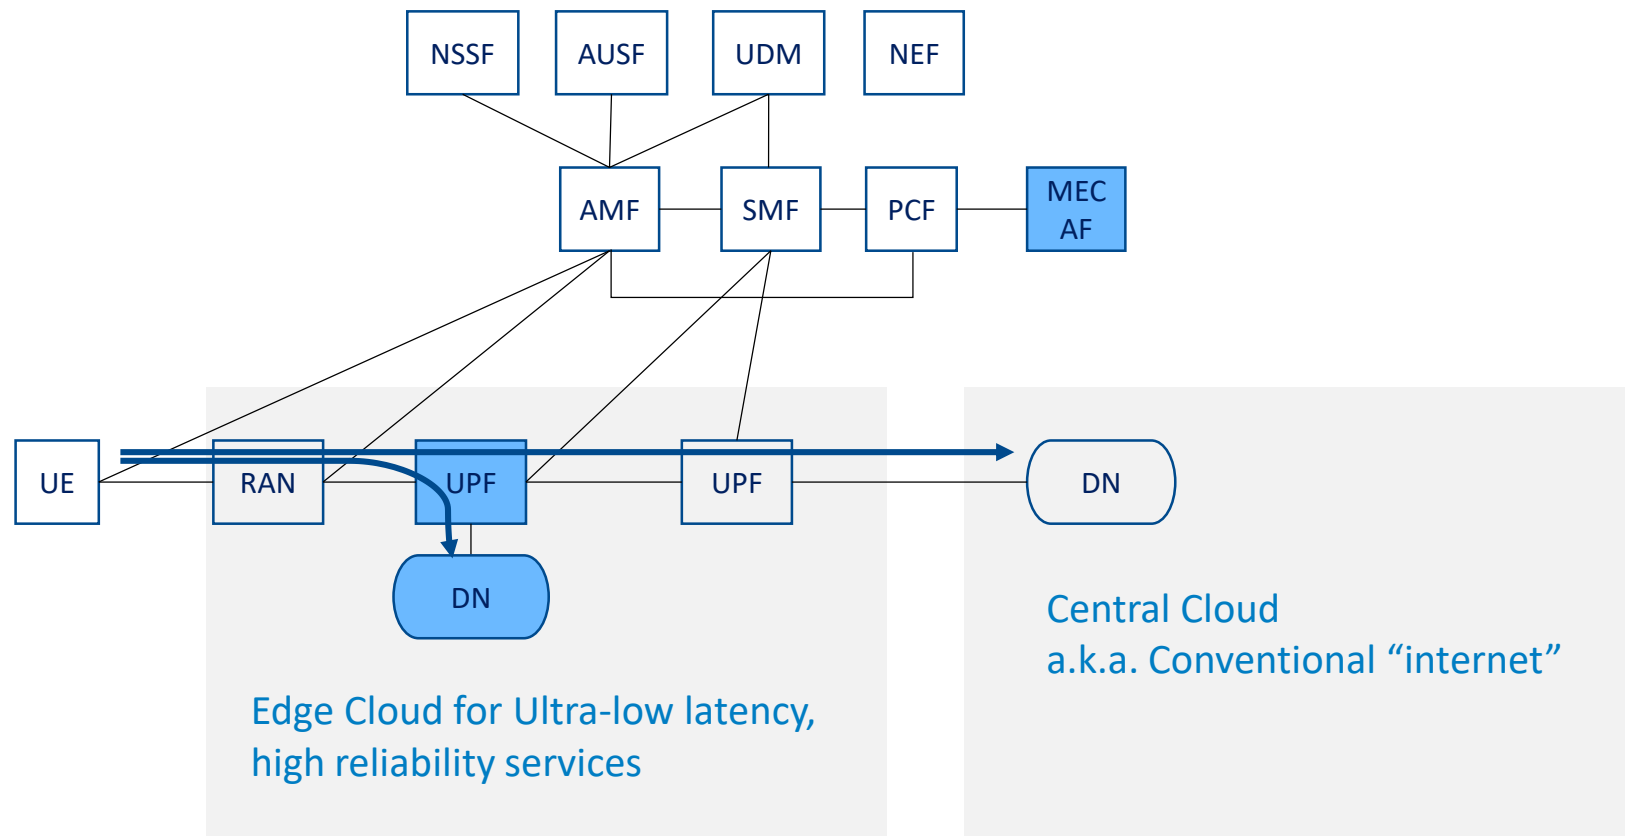 NSSF
AUSF
UDM
NEF
AMF
SMF
PCF
MEC
AF
UE
RAN
UPF
UPF
DN
DN
Central Cloud
a.k.a. Conventional “internet”
Edge Cloud for Ultra-low latency,
high reliability services